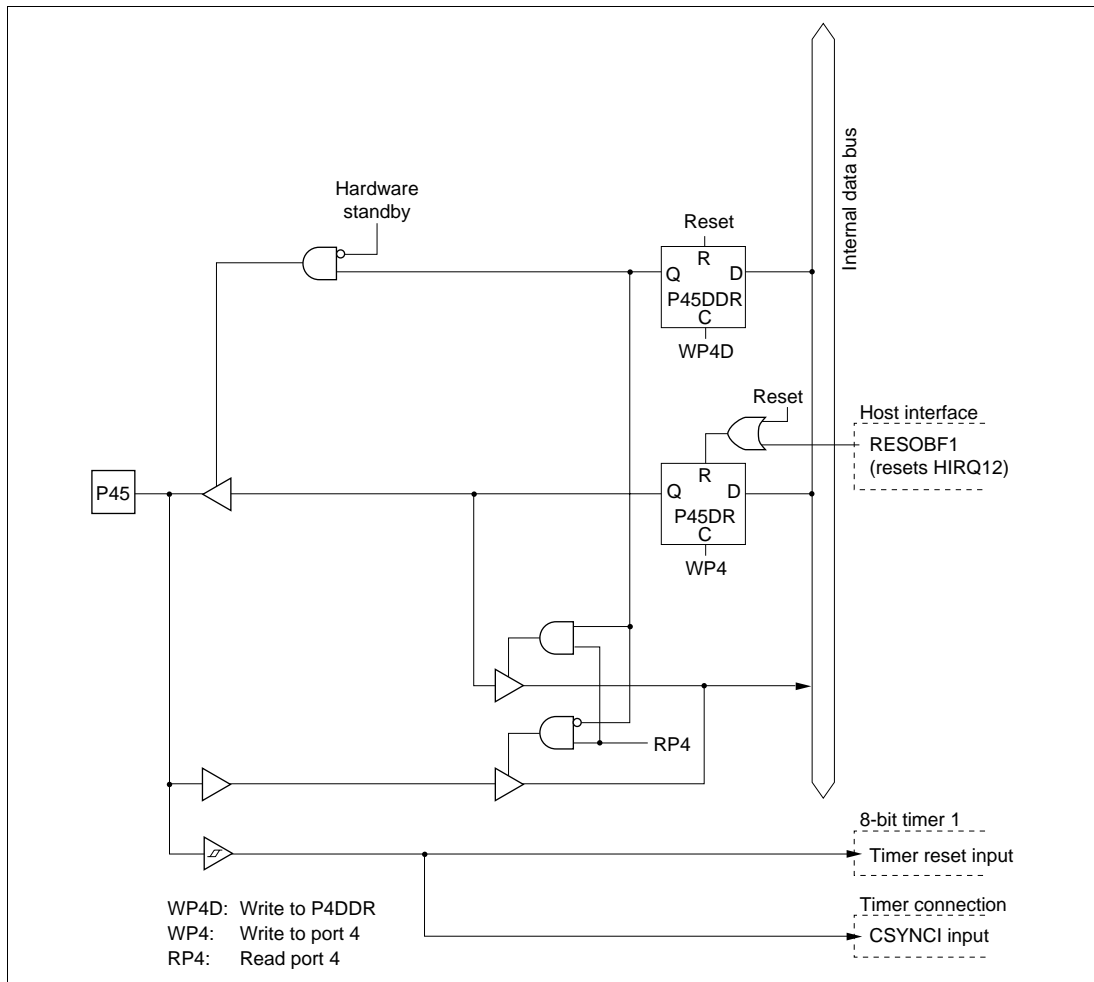 Hardware
standby
Reset
R
Q
D
P45DDR
C
WP4D
Internal data bus
Reset
Host interface
RESOBF1
(resets HIRQ12)
R
P45
Q
D
P45DR
C
WP4
RP4
8-bit timer 1
Timer reset input
Timer connection
CSYNCI input
WP4D: Write to P4DDR
WP4: Write to port 4
RP4: Read port 4